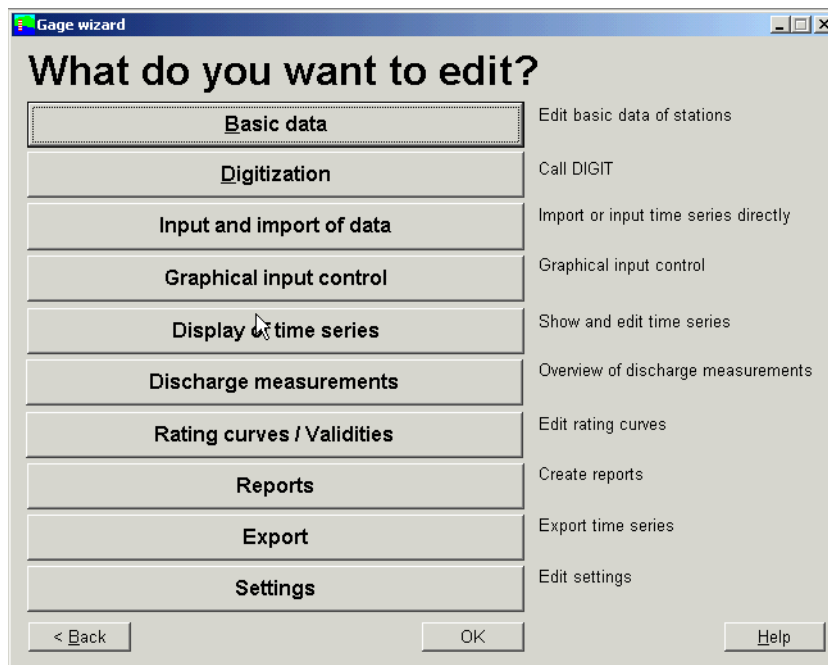 Gage wizard
What do you want to edit?
Basic data
Edit basic data of stations
Digitization
Call DIGIT
Input and import of data
Import or input time series directly
Graphical input control
Graphical input control
Display of time series
Show and edit time series
Discharge measurements
Overview of discharge measurements
Rating curves / Validities
Edit rating curves
Reports
Create reports
Export
Export time series
Settings
Edit settings
< Back
OK
Help